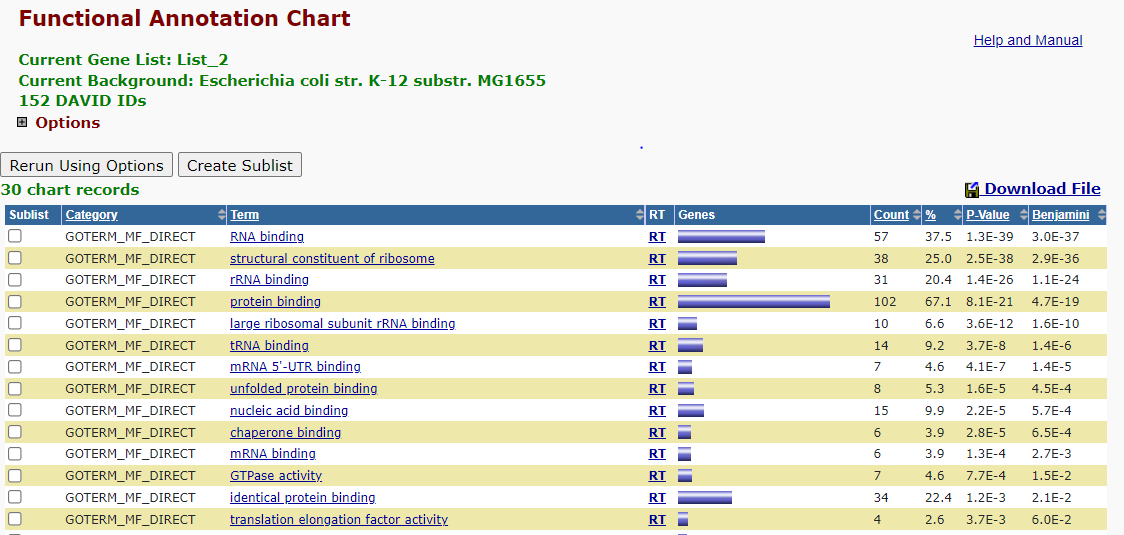 Functional Annotation Chart
Help and Manual
Current Gene List: List_2
Current Background: Escherichia coli str. K-12 substr. MG1655
152 DAVID IDs
Options
Rerun Using Options Create Sublist
30 chart records Download File
Sublist Category Term RT Genes Count % P-Value Benjamini
GOTERM_MF_DIRECT RNA binding RT 57 37.5 1.3E-39 3.0E-37
GOTERM_MF_DIRECT structural constituent of ribosome RT 38 25.0 2.5E-38 2.9E-36
GOTERM_MF_DIRECT rRNA binding RT 31 20.4 1.4E-26 1.1E-24
GOTERM_MF_DIRECT protein binding RT 102 67.1 8.1E-21 4.7E-19
GOTERM_MF_DIRECT large ribosomal subunit rRNA binding RT 10 6.6 3.6E-12 1.6E-10
GOTERM_MF_DIRECT tRNA binding RT 14 9.2 3.7E-8 1.4E-6
GOTERM_MF_DIRECT mRNA 5'-UTR binding RT 7 4.6 4.1E-7 1.4E-5
GOTERM_MF_DIRECT unfolded protein binding RT 8 5.3 1.6E-5 4.5E-4
GOTERM_MF_DIRECT nucleic acid binding RT 15 9.9 2.2E-5 5.7E-4
GOTERM_MF_DIRECT chaperone binding RT 6 3.9 2.8E-5 6.5E-4
GOTERM_MF_DIRECT mRNA binding RT 6 3.9 1.3E-4 2.7E-3
GOTERM_MF_DIRECT GTPase activity RT 7 4.6 7.7E-4 1.5E-2
GOTERM_MF_DIRECT identical protein binding RT 34 22.4 1.2E-3 2.1E-2
GOTERM_MF_DIRECT translation elongation factor activity RT 4 2.6 3.7E-3 6.0E-2